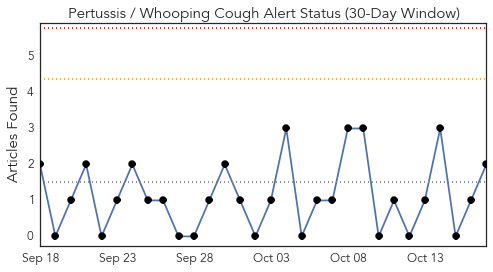 Pertussis / Whooping Cough Alert Status (30-Day Window)
Articles Found
5
4
3
2
1
0
Sep 18 Sep 23 Sep 28 Oct 03 Oct 08 Oct 13